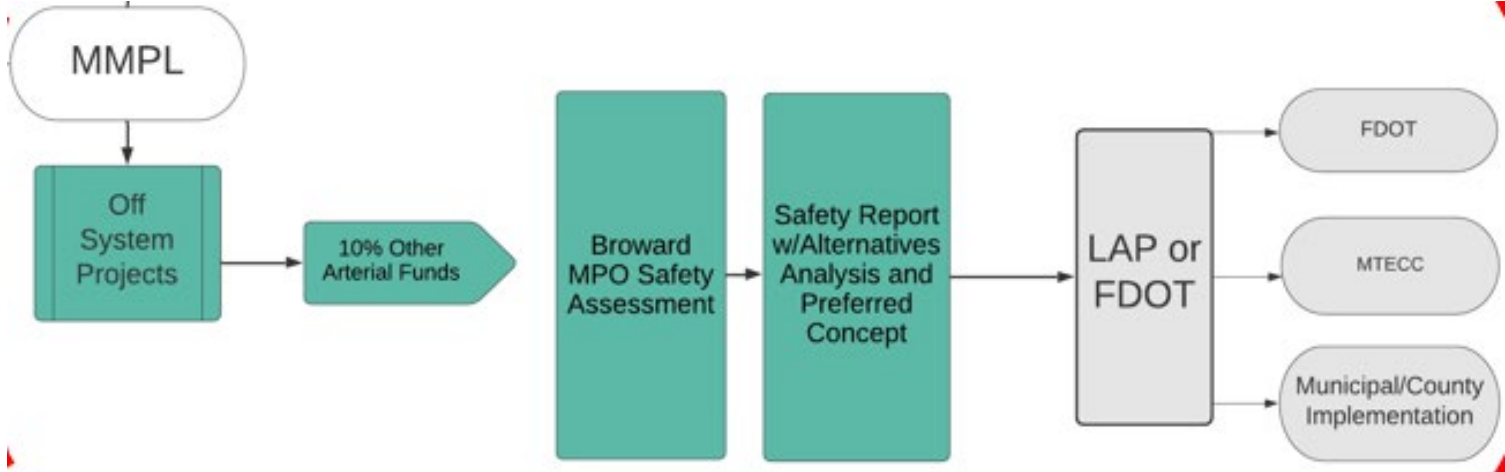 MMPL
Off
System
Projects
10% Other
Arterial Funds
Broward
MPO Safety
Assessment
Safety Report
w/Alternatives
Analysis and
Preferred
Concept
LAP or
FDOT
FDOT
MTECC
Municipal/County
Implementation